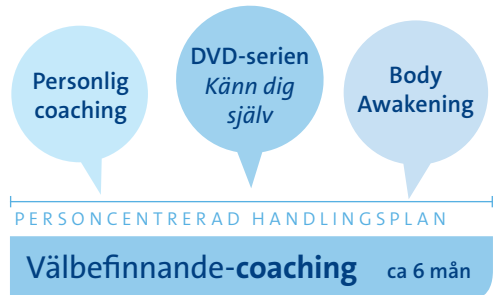 Personlig
coaching
DVD-serien
Känn dig
själv
Body
Awakening
PERSONCENTRERAD HANDLINGSPLAN
Välbefinnande-coaching ca 6 mån